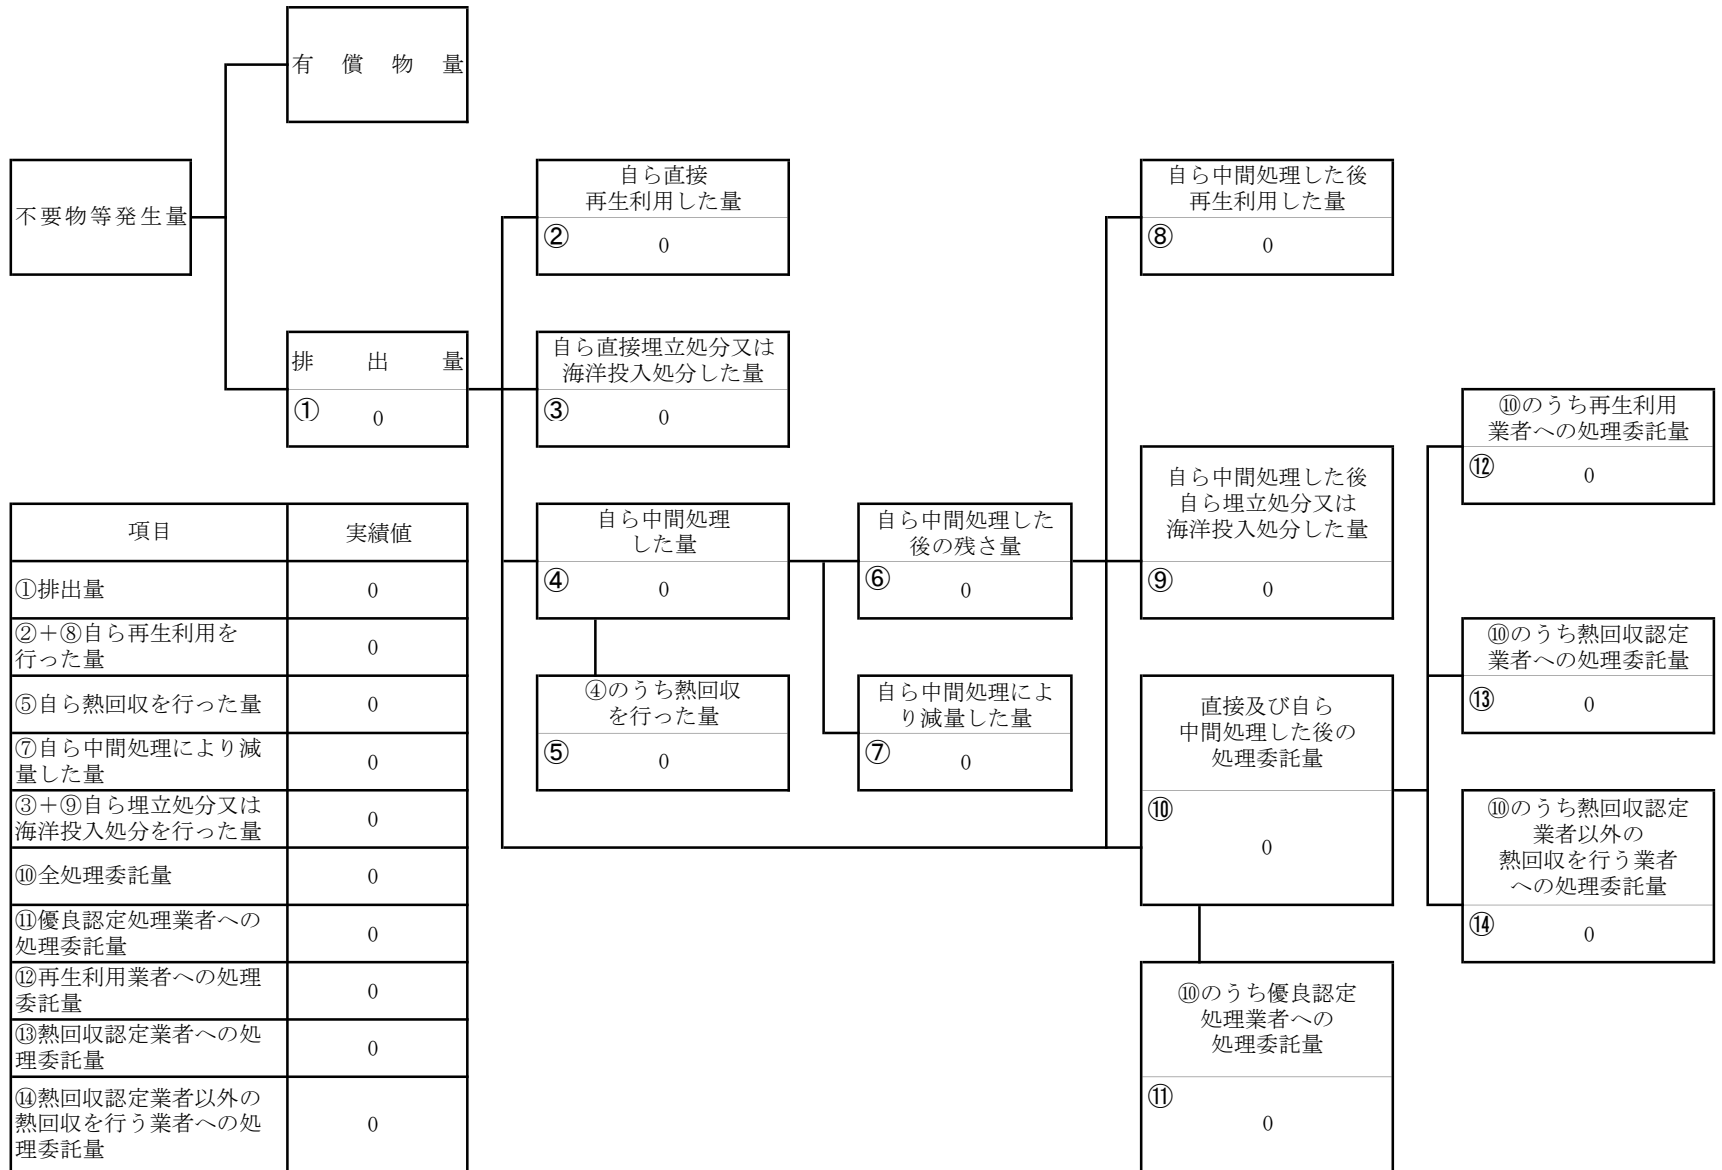 有償物量
不要物等発生量
自ら直接
再生利用した量
②
0
自ら中間処理した後
再生利用した量
⑧
0
排出量
①
0
自ら直接埋立処分又は
海洋投入処分した量
③
0
自ら中間処理
した量
④
0
④のうち熱回収
を行った量
⑤
0
自ら中間処理した
後の残さ量
⑥
0
自ら中間処理によ
り減量した量
⑦
0
自ら中間処理した後
自ら埋立処分又は
海洋投入処分した量
⑨
0
直接及び自ら
中間処理した後の
処理委託量
⑩
0
⑩のうち優良認定
処理業者への
処理委託量
⑪
0
⑩のうち再生利用
業者への処理委託量
⑫
0
⑩のうち熱回収認定
業者への処理委託量
⑬
0
⑩のうち熱回収認定
業者以外の
熱回収を行う業者
への処理委託量
⑭
0
項目
実績値
①排出量
0
②+⑧自ら再生利用を
行った量
0
⑤自ら熱回収を行った量
0
⑦自ら中間処理により減
量した量
0
③+⑨自ら埋立処分又は
海洋投入処分を行った量
0
⑩全処理委託量
0
⑪優良認定処理業者への
処理委託量
0
⑫再生利用業者への処理
委託量
0
⑬熱回収認定業者への処
理委託量
0
⑭熱回収認定業者以外の
熱回収を行う業者への処
理委託量
0